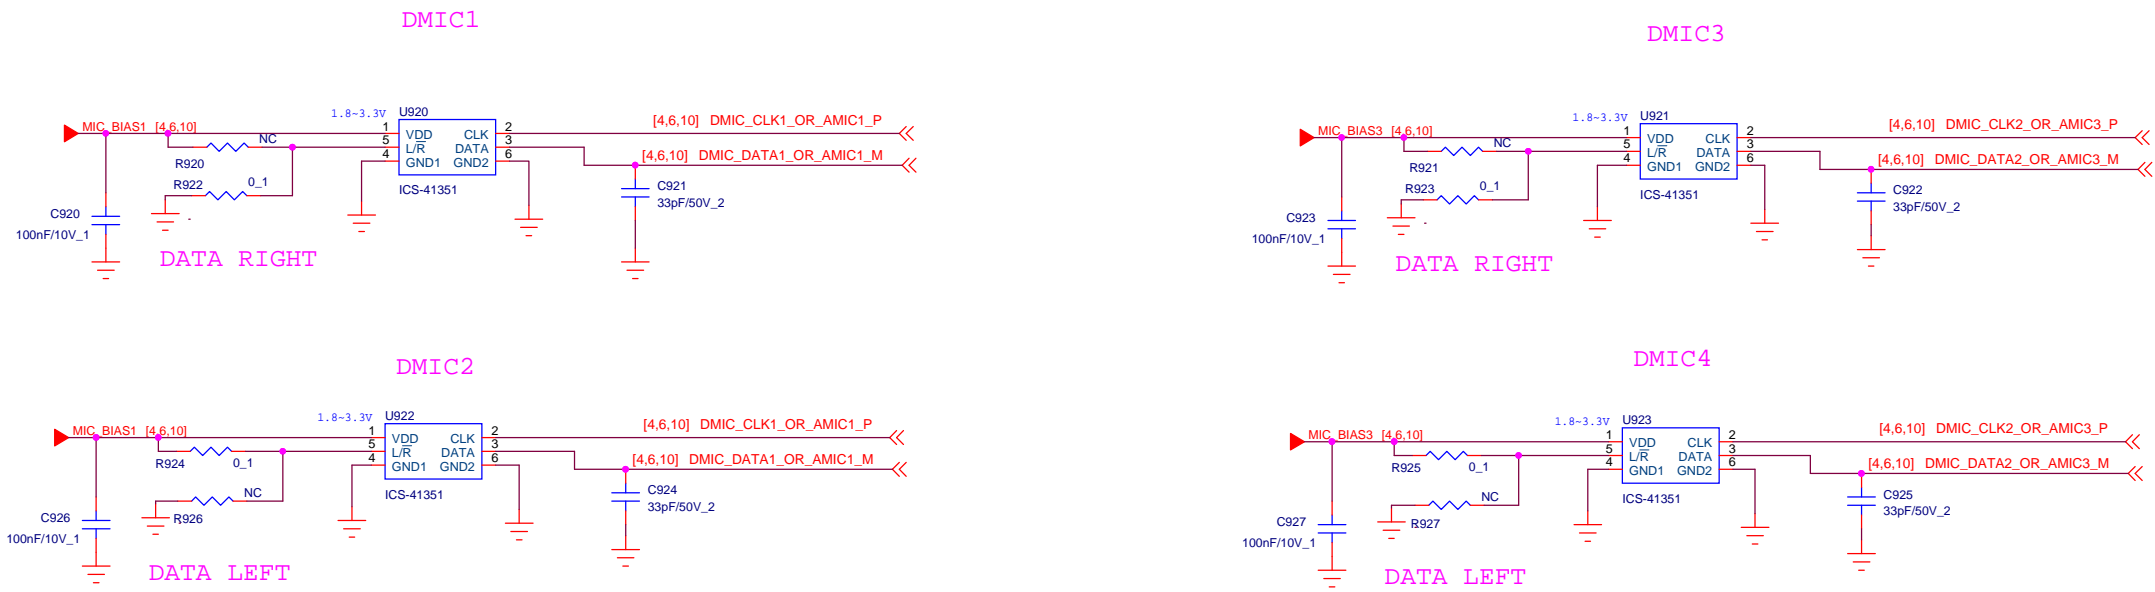 DMIC1
1.8~3.3V
U920
MIC_BIAS1 [4,6,10]
1 VDD CLK 2
5 L/R DATA 3
4 GND1 GND2 6
ICS-41351
[4,6,10] DMIC_CLK1_OR_AMIC1_P
[4,6,10] DMIC_DATA1_OR_AMIC1_M
NC
R920
R922 0_1
C920
100nF/10V_1
C921
33pF/50V_2
DATA RIGHT
DMIC3
1.8~3.3V
U921
MIC_BIAS3 [4,6,10]
1 VDD CLK 2
5 L/R DATA 3
4 GND1 GND2 6
ICS-41351
[4,6,10] DMIC_CLK2_OR_AMIC3_P
[4,6,10] DMIC_DATA2_OR_AMIC3_M
NC
R921
R923 0_1
C923
100nF/10V_1
C922
33pF/50V_2
DATA RIGHT
DMIC2
1.8~3.3V
U922
MIC_BIAS1 [4,6,10]
1 VDD CLK 2
5 L/R DATA 3
4 GND1 GND2 6
ICS-41351
[4,6,10] DMIC_CLK1_OR_AMIC1_P
[4,6,10] DMIC_DATA1_OR_AMIC1_M
R924 0_1
NC
R926
C926
100nF/10V_1
C924
33pF/50V_2
DATA LEFT
DMIC4
1.8~3.3V
U923
MIC_BIAS3 [4,6,10]
1 VDD CLK 2
5 L/R DATA 3
4 GND1 GND2 6
ICS-41351
[4,6,10] DMIC_CLK2_OR_AMIC3_P
[4,6,10] DMIC_DATA2_OR_AMIC3_M
R925 0_1
NC
R927
C927
100nF/10V_1
C925
33pF/50V_2
DATA LEFT